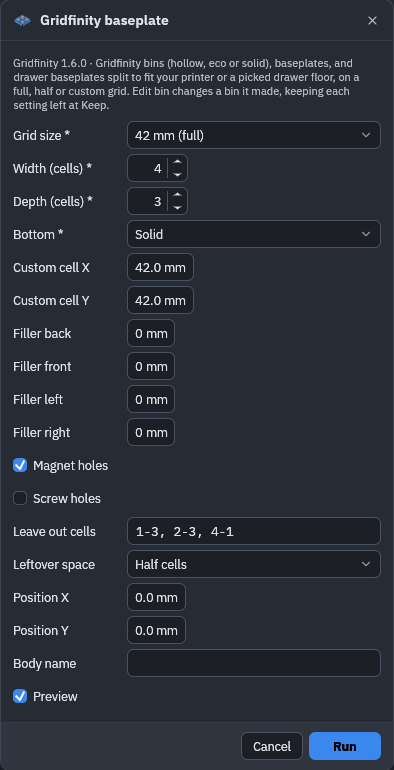 Gridfinity baseplate
Gridfinity 1.6.0 - Gridfinity bins (hollow, eco or solid), baseplates, and
drawer baseplates split to fit your printer or a picked drawer floor, on a
full, half or custom grid. Edit bin changes a bin it made, keeping each
setting left at Keep.
Grid size * 42 mm (full)
Width (cells) * 4
Depth (cells) * 3
Bottom * Solid
Custom cell X 42.0 mm
Custom cell Y 42.0 mm
Filler back 0 mm
Filler front 0 mm
Filler left 0 mm
Filler right 0 mm
Magnet holes
Screw holes
Leave out cells 1-3, 2-3, 4-1
Leftover space Half cells
Position X 0.0 mm
Position Y 0.0 mm
Body name
Preview
Cancel Run